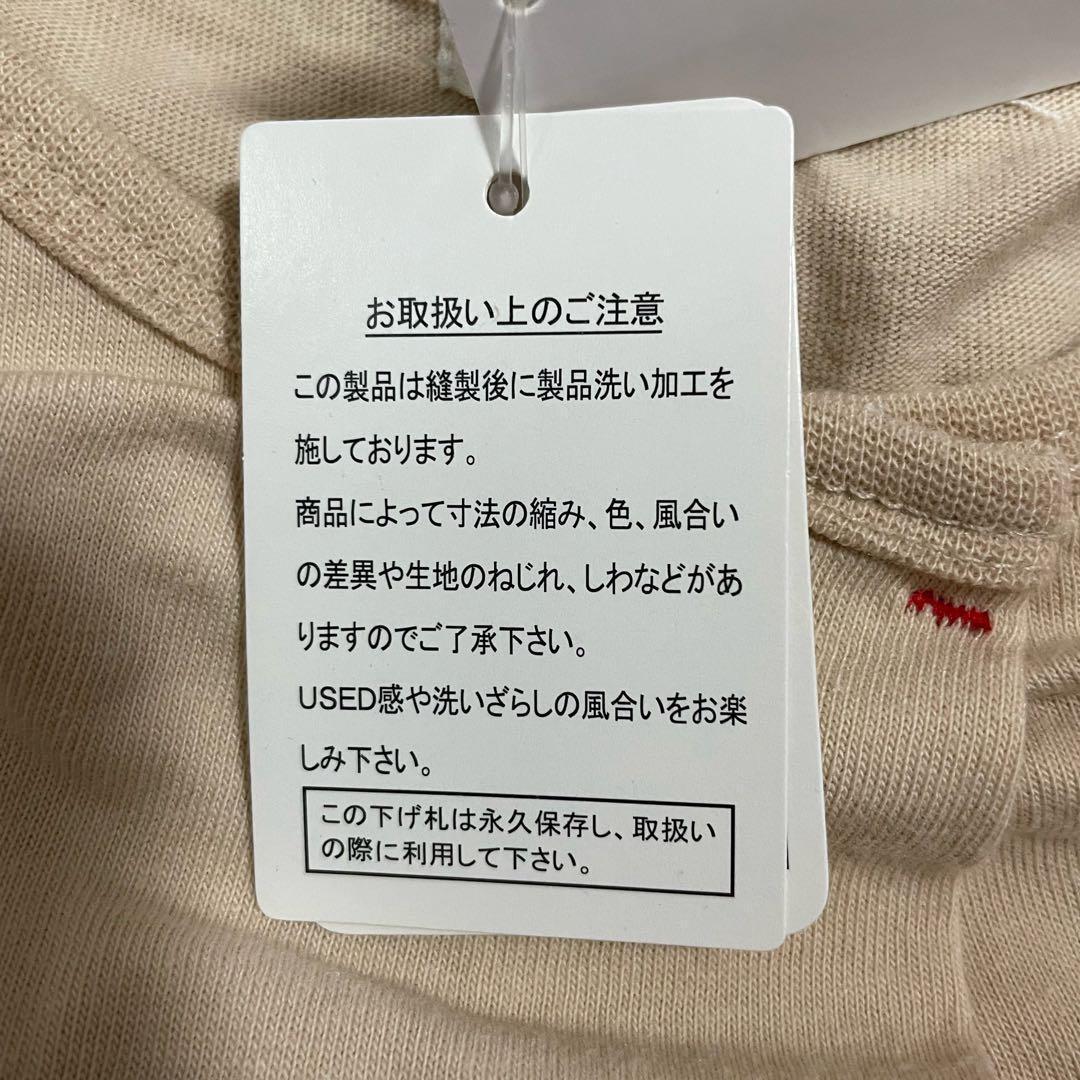 お取扱い上のご注意
この製品は縫製後に製品洗い加工を
施しております。
商品によって寸法の縮み、色、風合い
の差異や生地のねじれ、しわなどがあ
りますのでご了承下さい。
USED感や洗いざらしの風合いをお楽
しみ下さい。
この下げ札は永久保存し、取扱い
の際に利用して下さい。